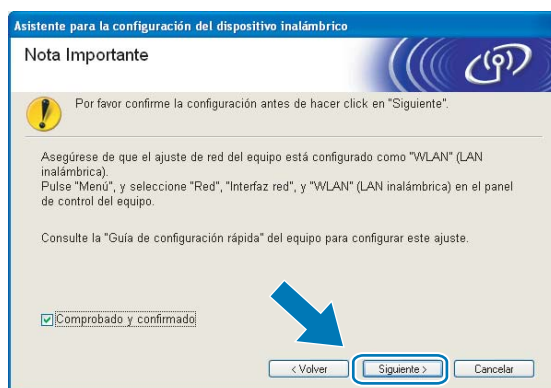 Asistente para la configuración del dispositivo inalámbrico
Nota Importante
Por favor confirme la configuración antes de hacer click en "Siguiente".
Asegúrese de que el ajuste de red del equipo está configurado como "WLAN" (LAN
inalámbrica).
Pulse "Menú", y seleccione "Red", "Interfaz red", y "WLAN" (LAN inalámbrica) en el panel
de control del equipo.
Consulte la "Guía de configuración rápida" del equipo para configurar este ajuste.
Comprobado y confirmado
< Volver
Siguiente >
Cancelar